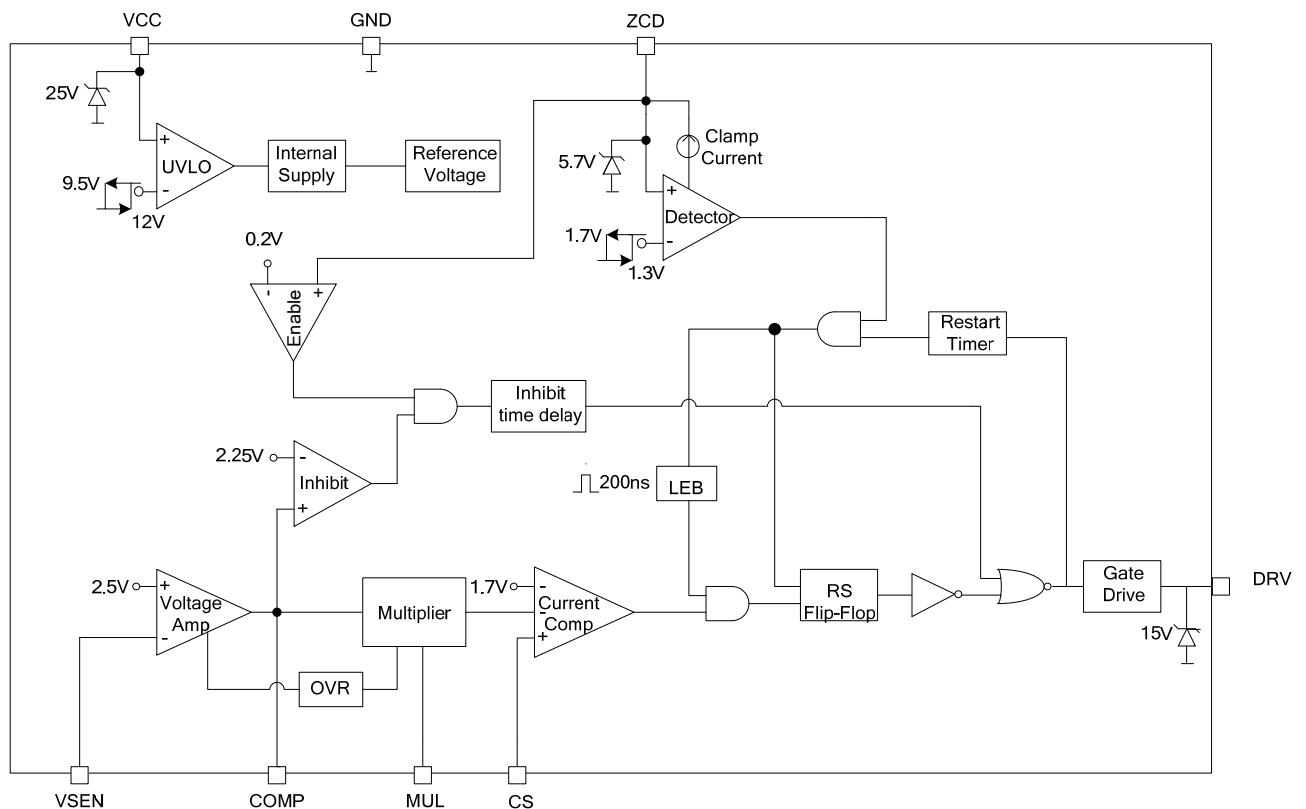 VCC
GND
ZCD
25V
UVLO
+
-
9.5V
12V
Internal
Supply
Reference
Voltage
5.7V
Clamp
Current
+
Detector
-
1.7V
1.3V
0.2V
-
+
Enable
Restart
Timer
Inhibit
time delay
2.25V
-
Inhibit
+
200ns
LEB
2.5V
+
Voltage
Amp
-
Multiplier
1.7V
-
-
Current
Comp
+
RS
Flip-Flop
Gate
Drive
DRV
15V
OVR
VSEN
COMP
MUL
CS